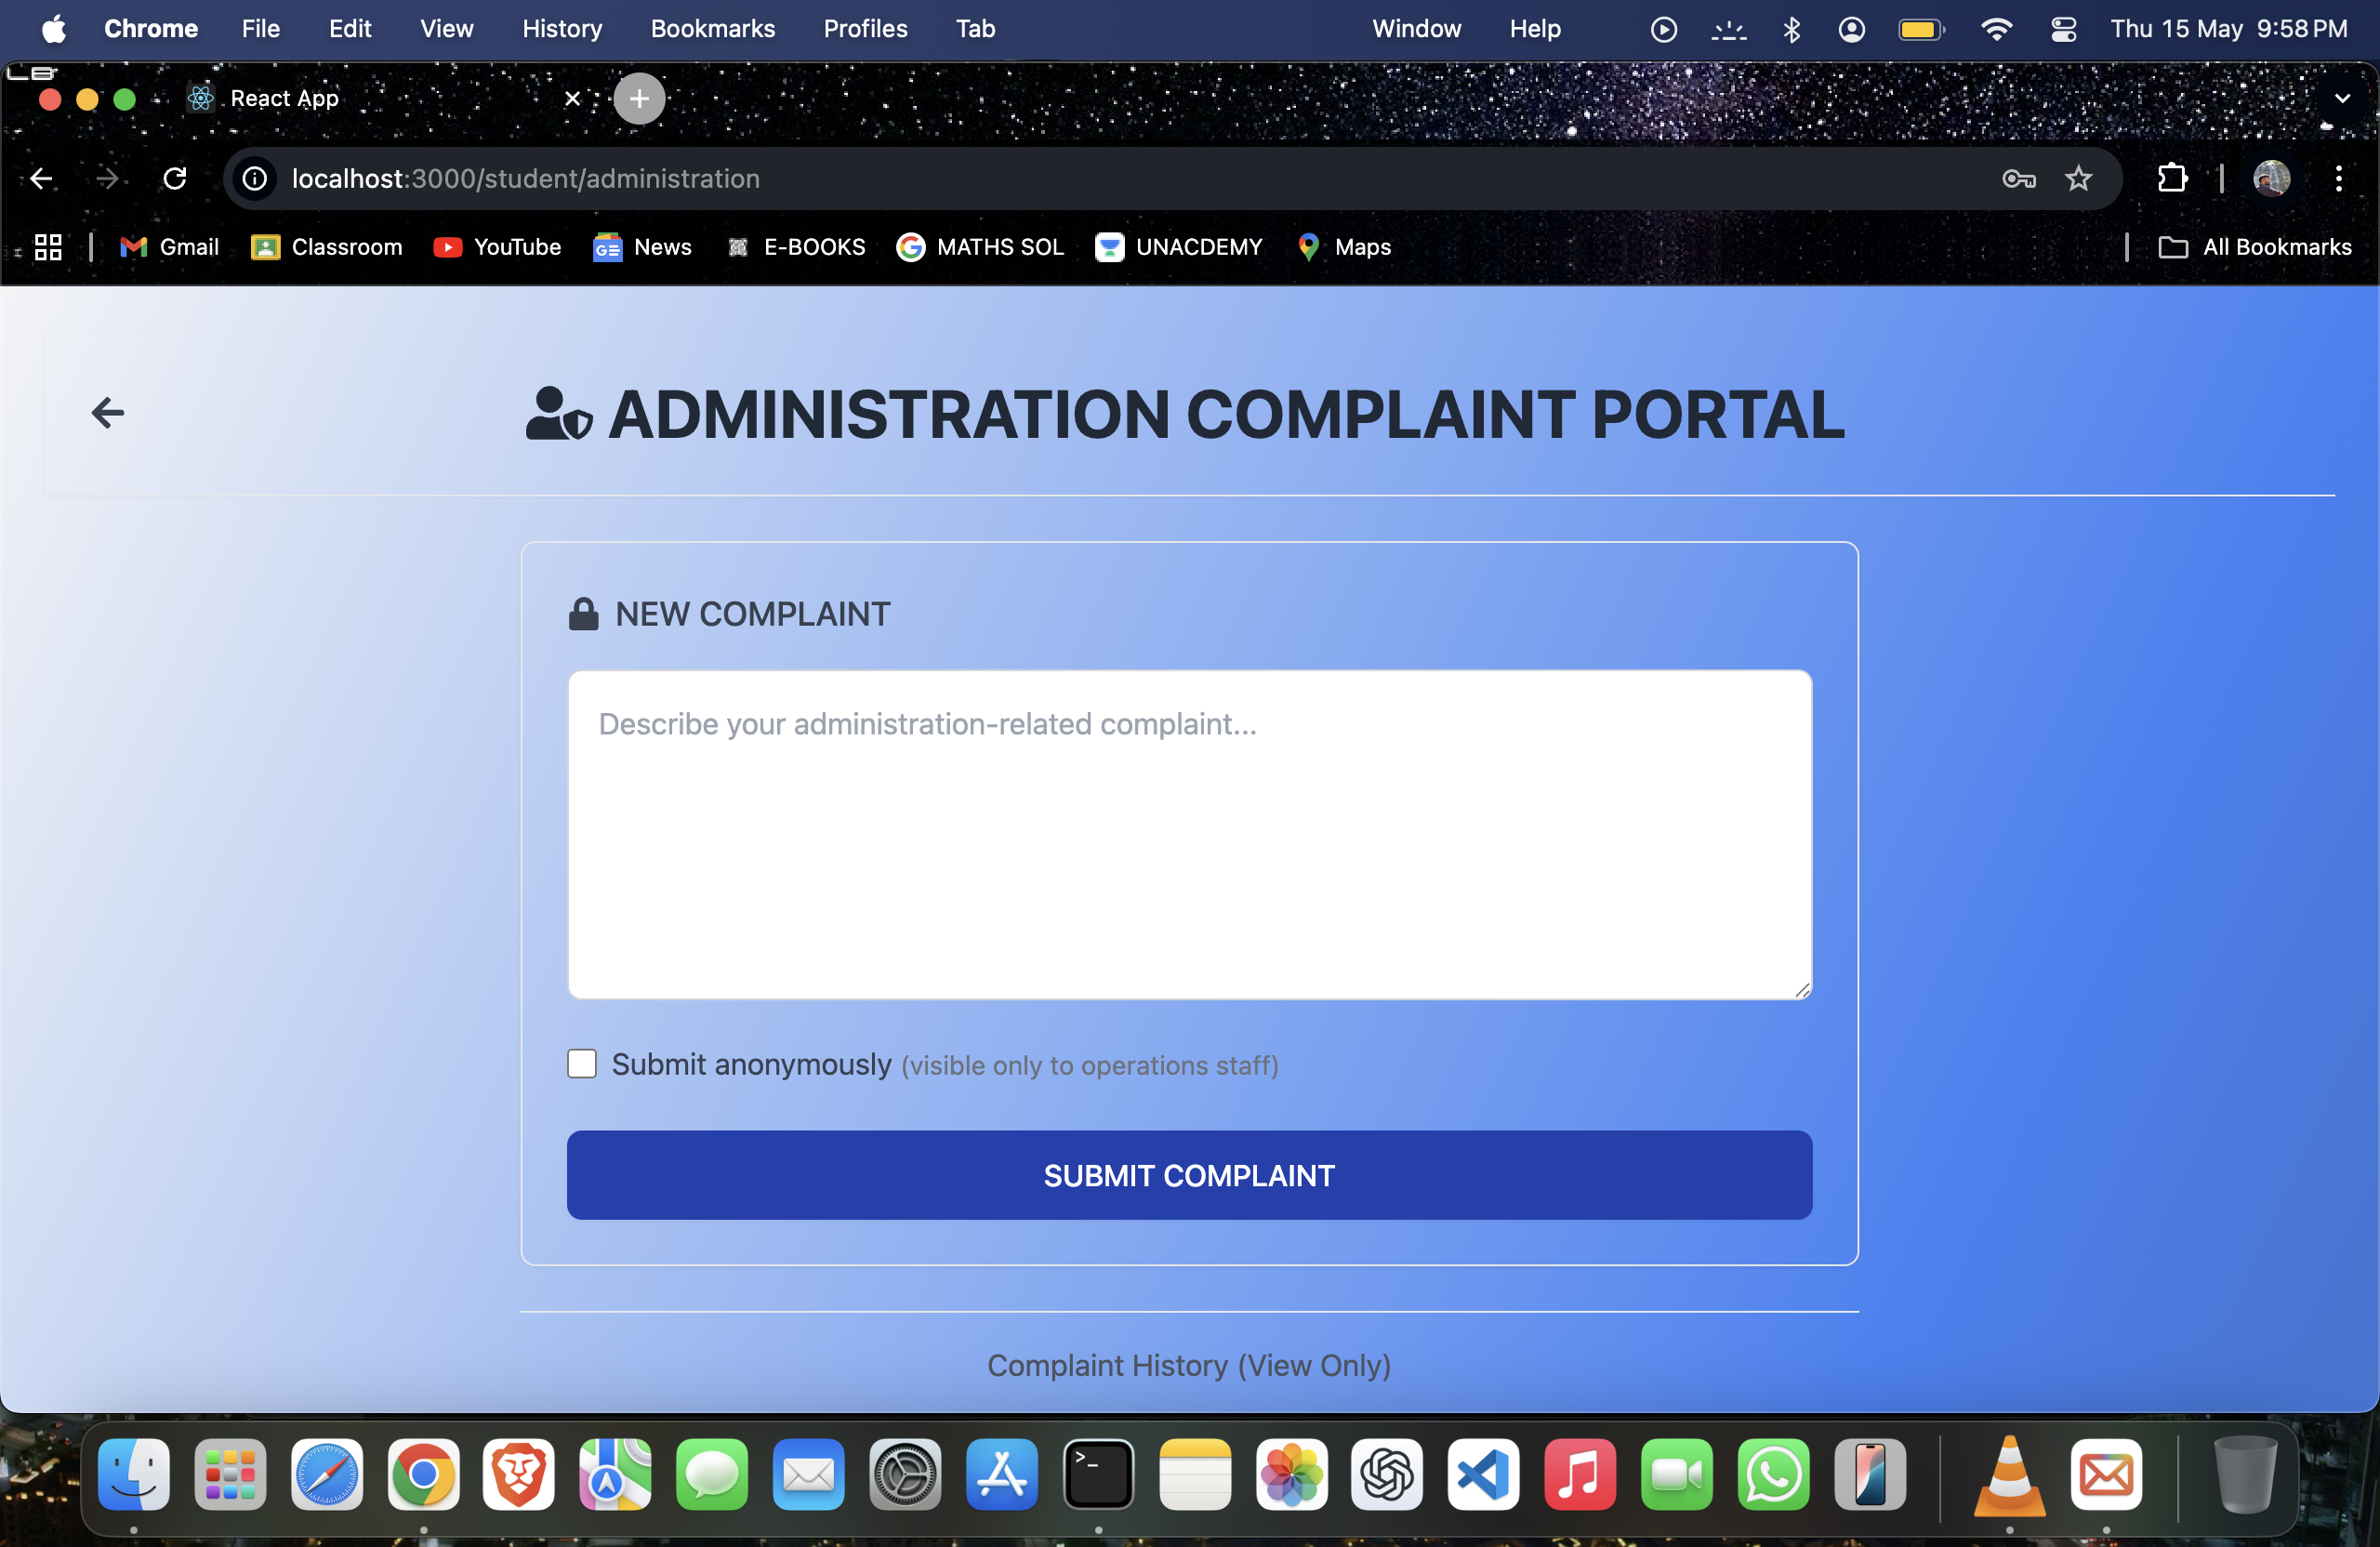 Chrome File Edit View History Bookmarks Profiles Tab Window Help Thu 15 May 9:58 PM
React App
localhost:3000/student/administration
Gmail Classroom YouTube GE News E-BOOKS MATHS SOL UNACDEMY Maps All Bookmarks
ADMINISTRATION COMPLAINT PORTAL
NEW COMPLAINT
Describe your administration-related complaint...
Submit anonymously (visible only to operations staff)
SUBMIT COMPLAINT
Complaint History (View Only)